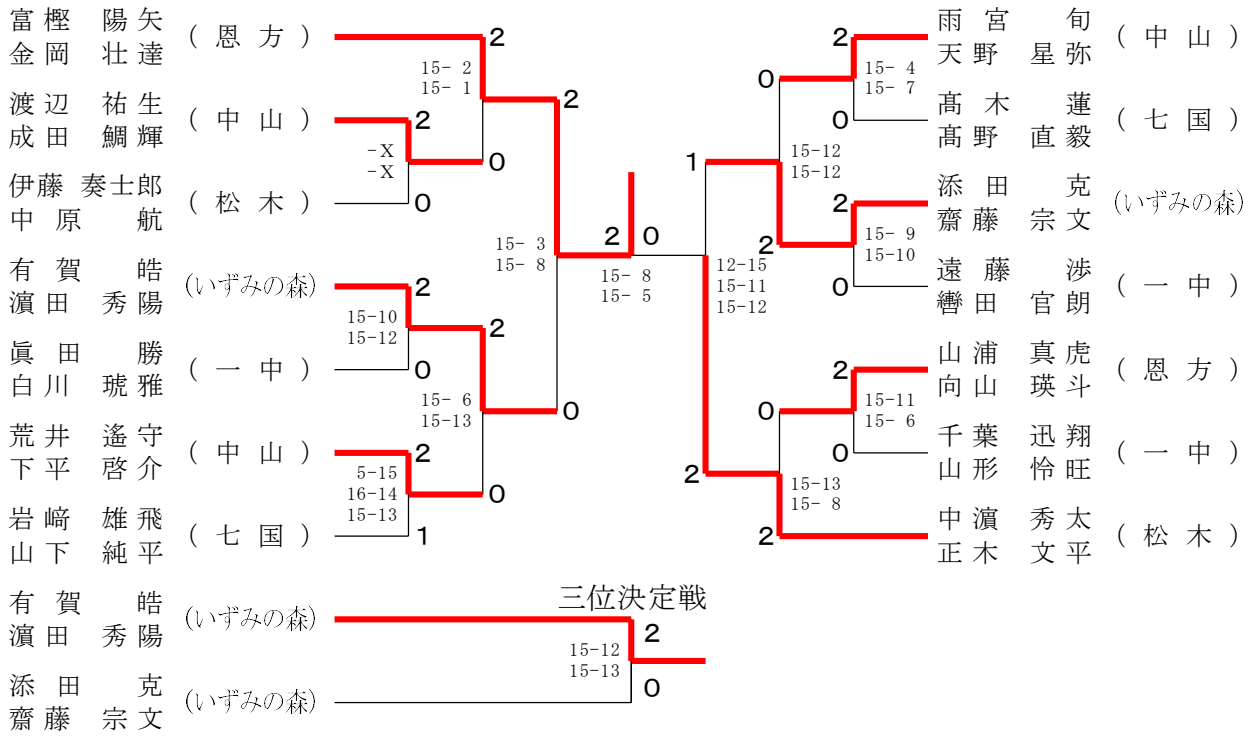 富樫 陽矢
金岡 壮達
(恩方)
2
15- 2
15- 1
渡辺 祐生
成田 鯛輝
(中山)
2
-X
-X
0
伊藤 奏士郎
中原 航
(松木)
0
2
15- 3
15- 8
有賀 皓
濵田 秀陽
(いずみの森)
2
15-10
15-12
2
眞田 勝
白川 琥雅
(一中)
0
15- 6
15-13
0
荒井 遙守
下平 啓介
(中山)
2
5-15
16-14
15-13
0
岩﨑 雄飛
山下 純平
(七国)
1
2 0
15- 8
15- 5
雨宮 旬
天野 星弥
(中山)
2
15- 4
15- 7
0
髙木 蓮
髙野 直毅
(七国)
0
15-12
15-12
1
添田 克
齋藤 宗文
(いずみの森)
2
15- 9
15-10
2
遠藤 渉
轡田 官朗
(一中)
0
12-15
15-11
15-12
山浦 真虎
向山 瑛斗
(恩方)
2
15-11
15- 6
0
千葉 迅翔
山形 怜旺
(一中)
0
15-13
15- 8
2
中濵 秀太
正木 文平
(松木)
2
三位決定戦
有賀 皓
濵田 秀陽
(いずみの森)
2
15-12
15-13
添田 克
齋藤 宗文
(いずみの森)
0